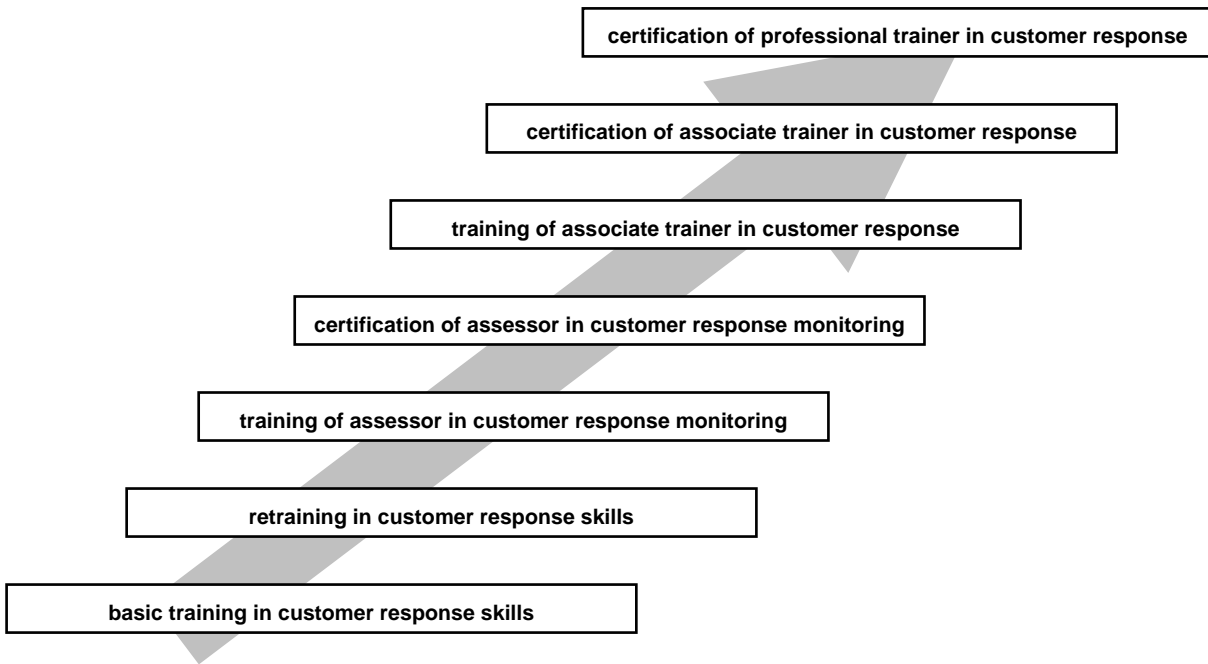 certification of professional trainer in customer response
certification of associate trainer in customer response
training of associate trainer in customer response
certification of assessor in customer response monitoring
training of assessor in customer response monitoring
retraining in customer response skills
basic training in customer response skills